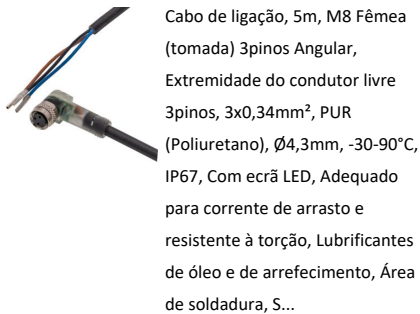 Cabo de ligação, 5m, M8 Fêmea
(tomada) 3pinos Angular,
Extremidade do condutor livre
3pinos, 3x0,34mm², PUR
(Poliuretano), Ø4,3mm, -30-90°C,
IP67, Com ecrã LED, Adequado
para corrente de arrasto e
resistente à torção, Lubrificantes
de óleo e de arrefecimento, Área
de soldadura, S...